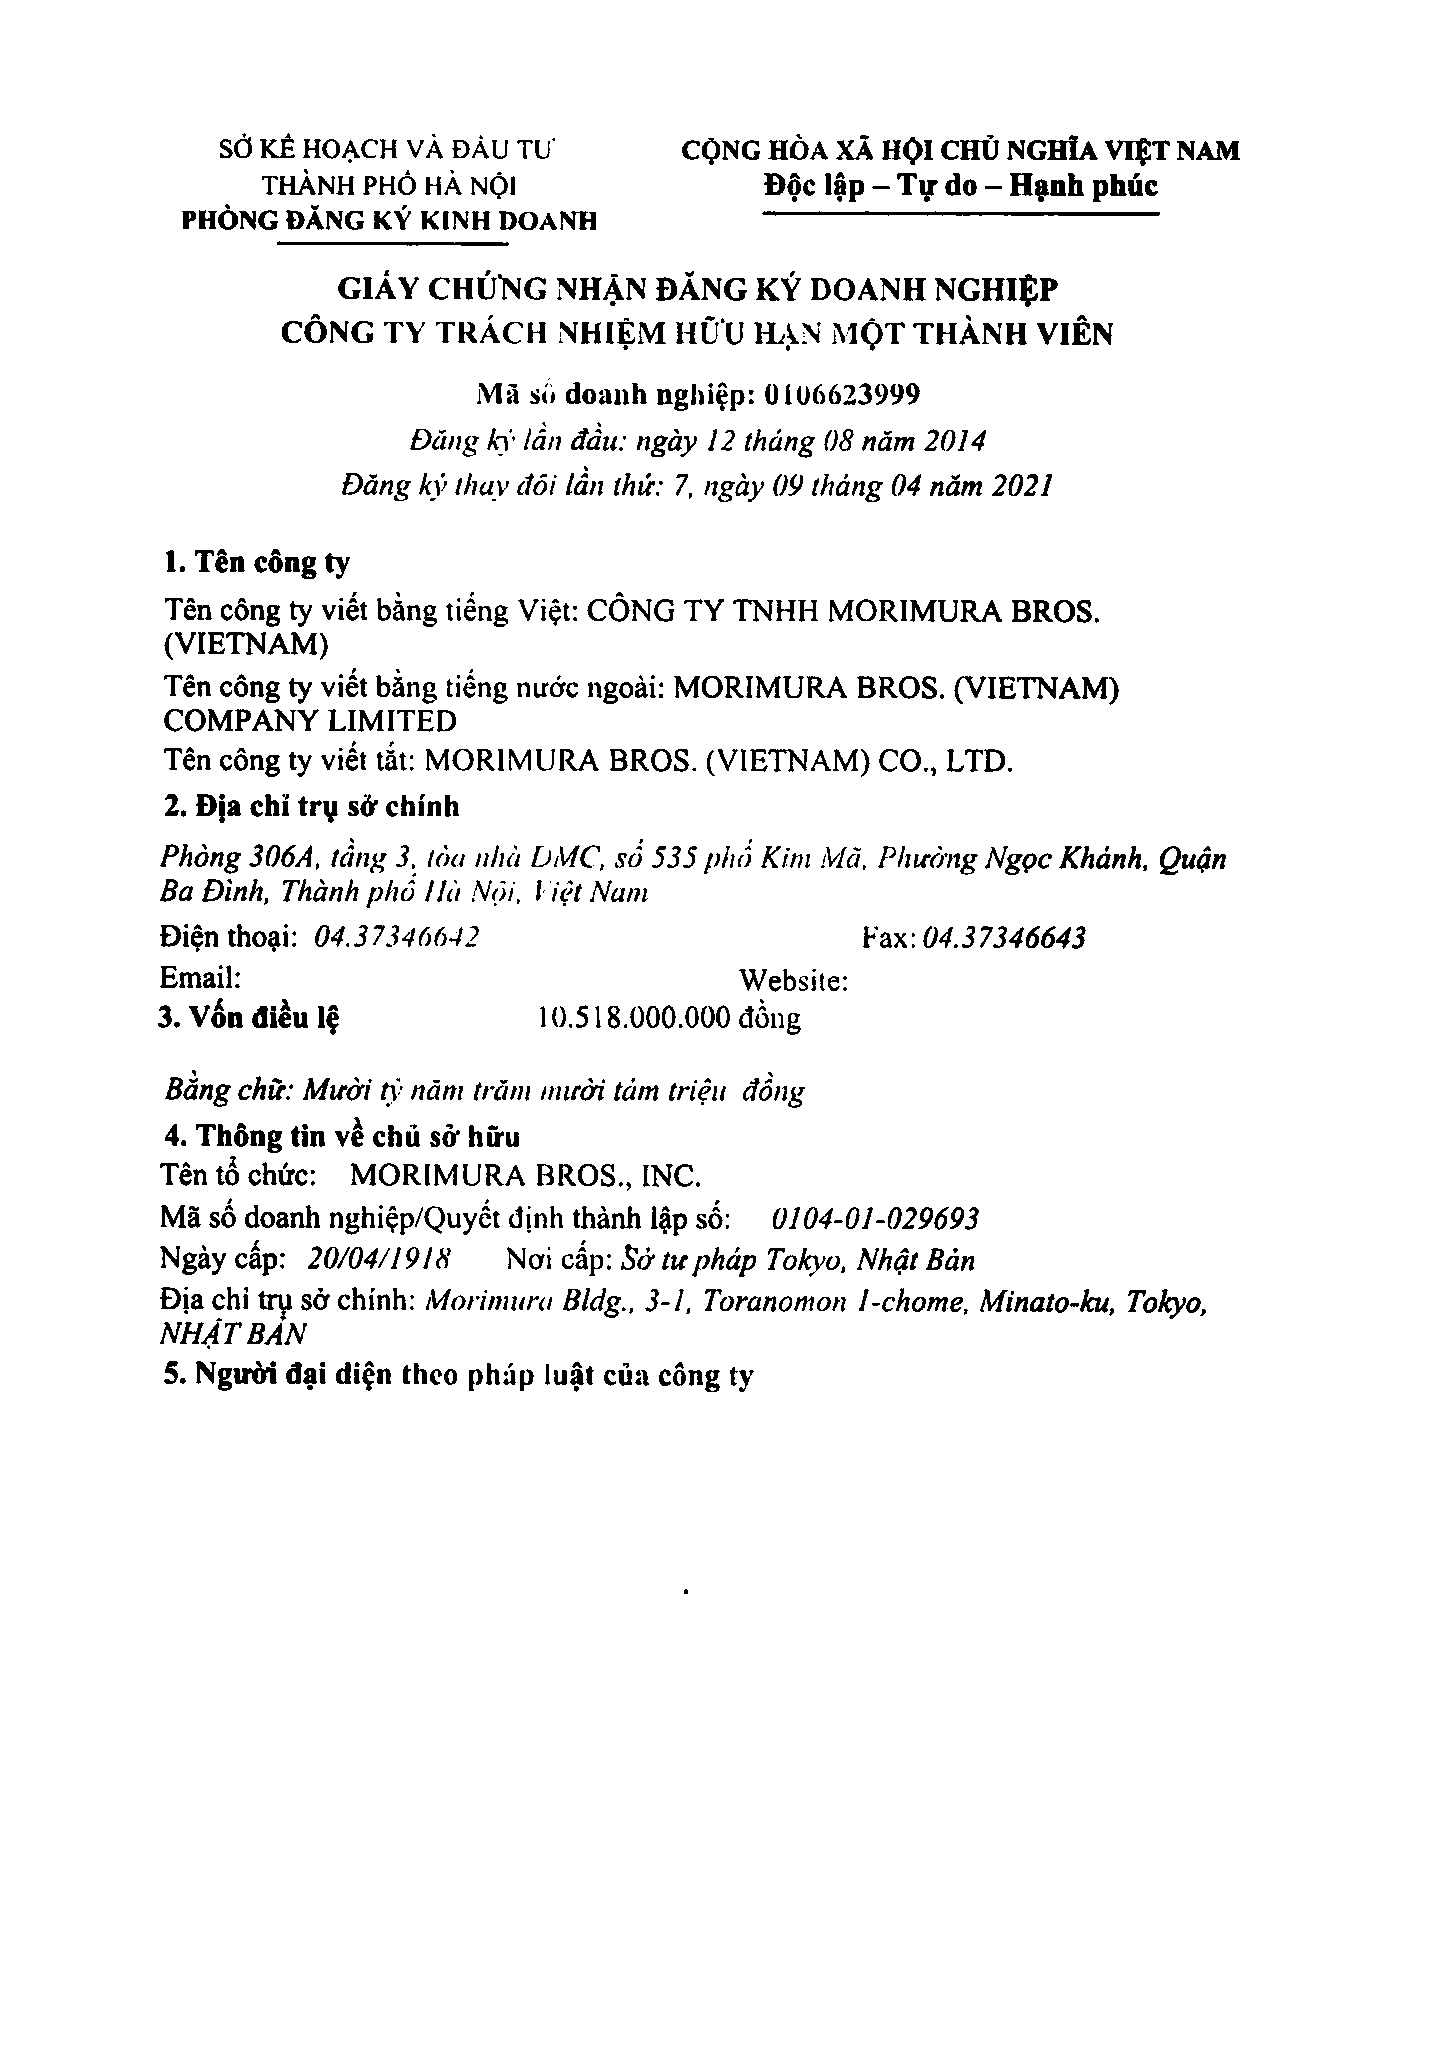 SỞ KẾ HOẠCH VÀ ĐẦU TƯ
THÀNH PHỐ HÀ NỘI
PHÒNG ĐĂNG KÝ KINH DOANH
CỘNG HÒA XÃ HỘI CHỦ NGHĨA VIỆT NAM
Độc lập – Tự do – Hạnh phúc
GIẤY CHỨNG NHẬN ĐĂNG KÝ DOANH NGHIỆP
CÔNG TY TRÁCH NHIỆM HỮU HẠN MỘT THÀNH VIÊN
Mã số doanh nghiệp: 0106623999
Đăng ký lần đầu: ngày 12 tháng 08 năm 2014
Đăng ký thay đổi lần thứ: 7, ngày 09 tháng 04 năm 2021
1. Tên công ty
Tên công ty viết bằng tiếng Việt: CÔNG TY TNHH MORIMURA BROS.
(VIETNAM)
Tên công ty viết bằng tiếng nước ngoài: MORIMURA BROS. (VIETNAM)
COMPANY LIMITED
Tên công ty viết tắt: MORIMURA BROS. (VIETNAM) CO., LTD.
2. Địa chỉ trụ sở chính
Phòng 306A, tầng 3, tòa nhà DMC, số 535 phố Kim Mã, Phường Ngọc Khánh, Quận
Ba Đình, Thành phố Hà Nội, Việt Nam
Điện thoại: 04.37346642 Fax: 04.37346643
Email: Website:
3. Vốn điều lệ 10.518.000.000 đồng
Bằng chữ: Mười tỷ năm trăm mười tám triệu đồng
4. Thông tin về chủ sở hữu
Tên tổ chức: MORIMURA BROS., INC.
Mã số doanh nghiệp/Quyết định thành lập số: 0104-01-029693
Ngày cấp: 20/04/1918 Nơi cấp: Sở tư pháp Tokyo, Nhật Bản
Địa chỉ trụ sở chính: Morimura Bldg., 3-1, Toranomon 1-chome, Minato-ku, Tokyo,
NHẬT BẢN
5. Người đại diện theo pháp luật của công ty